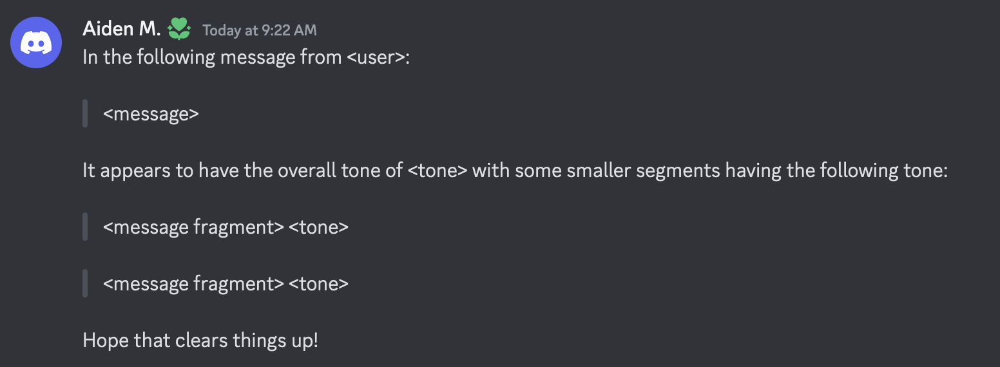 Aiden M. Today at 9:22 AM
In the following message from <user>:
<message>
It appears to have the overall tone of <tone> with some smaller segments having the following tone:
<message fragment> <tone>
<message fragment> <tone>
Hope that clears things up!